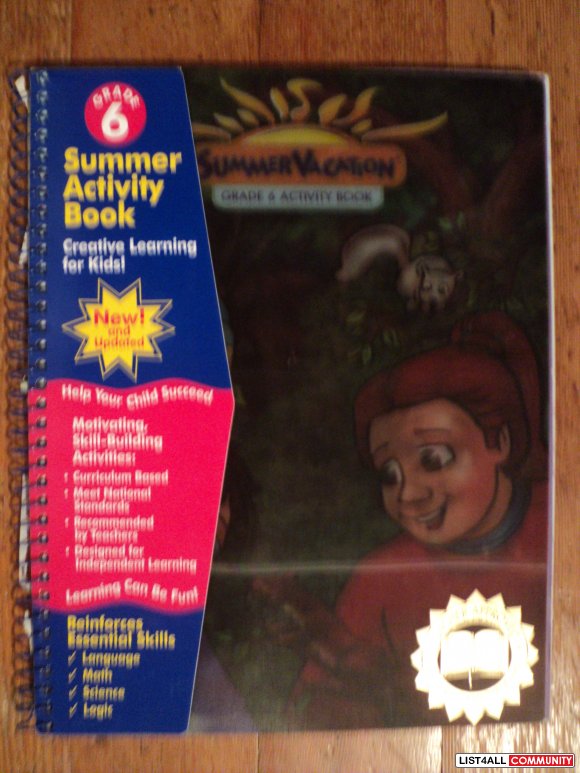 GRADE
6
Summer
Activity
Book
Creative Learning
for Kids!
New!
and
Updated
Help Your Child Succeed
Motivating,
Skill-Building
Activities:
• Curriculum Based
• Meet National
Standards
• Recommended
by Teachers
• Designed for
Independent Learning
Learning Can Be Fun!
Reinforces
Essential Skills
✓ Language
✓ Math
✓ Science
✓ Logic
SUMMER VACATION
GRADE 6 ACTIVITY BOOK
LIST4ALL COMMUNITY